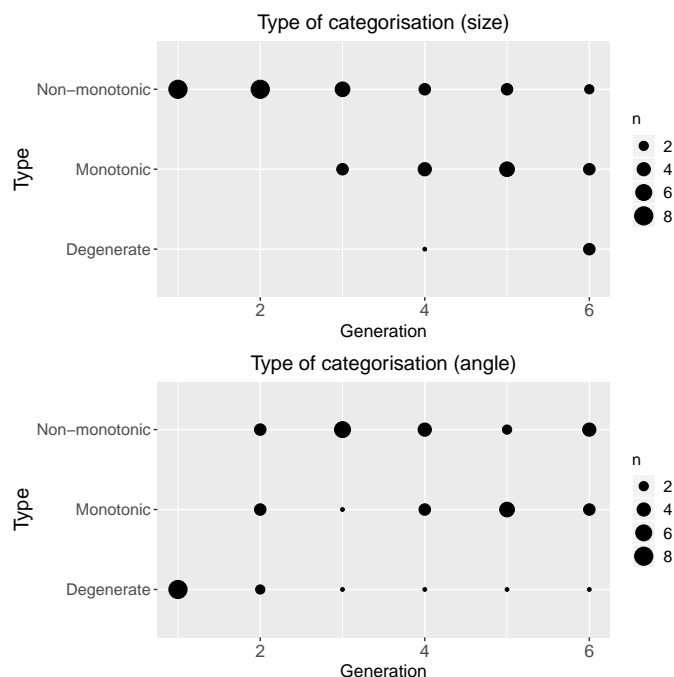 Type of categorisation (size)
Type
Non−monotonic
Monotonic
Degenerate
2 4 6
Generation
n
2
4
6
8
Type of categorisation (angle)
Type
Non−monotonic
Monotonic
Degenerate
2 4 6
Generation
n
2
4
6
8